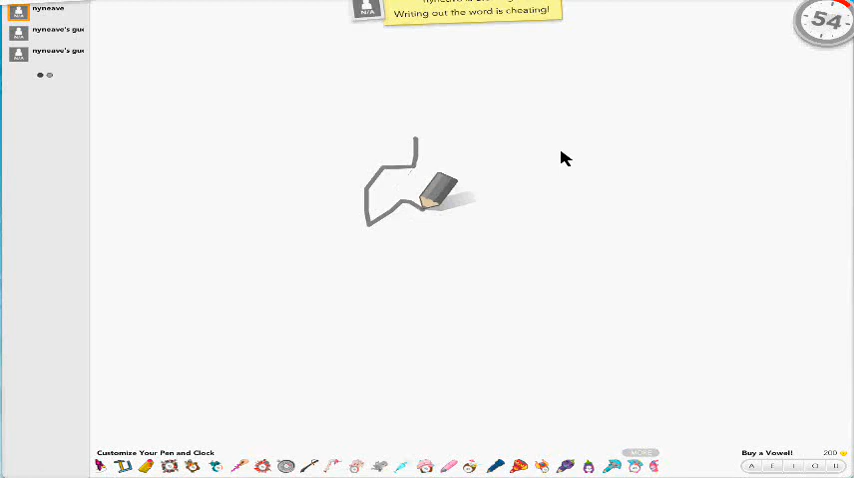 nyneave
N/A
nyneave's gue
N/A
nyneave's gue
N/A
N/A
Writing out the word is cheating!
54
Customize Your Pen and Clock
MORE
Buy a Vowel!
200
A E I O U